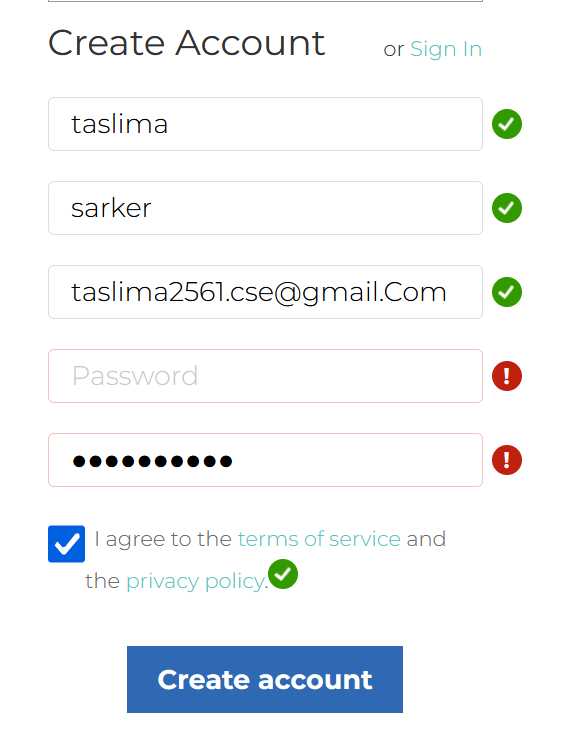 Create Account or Sign In
taslima
sarker
taslima2561.cse@gmail.Com
Password
●●●●●●●●●●
I agree to the terms of service and
the privacy policy.
Create account